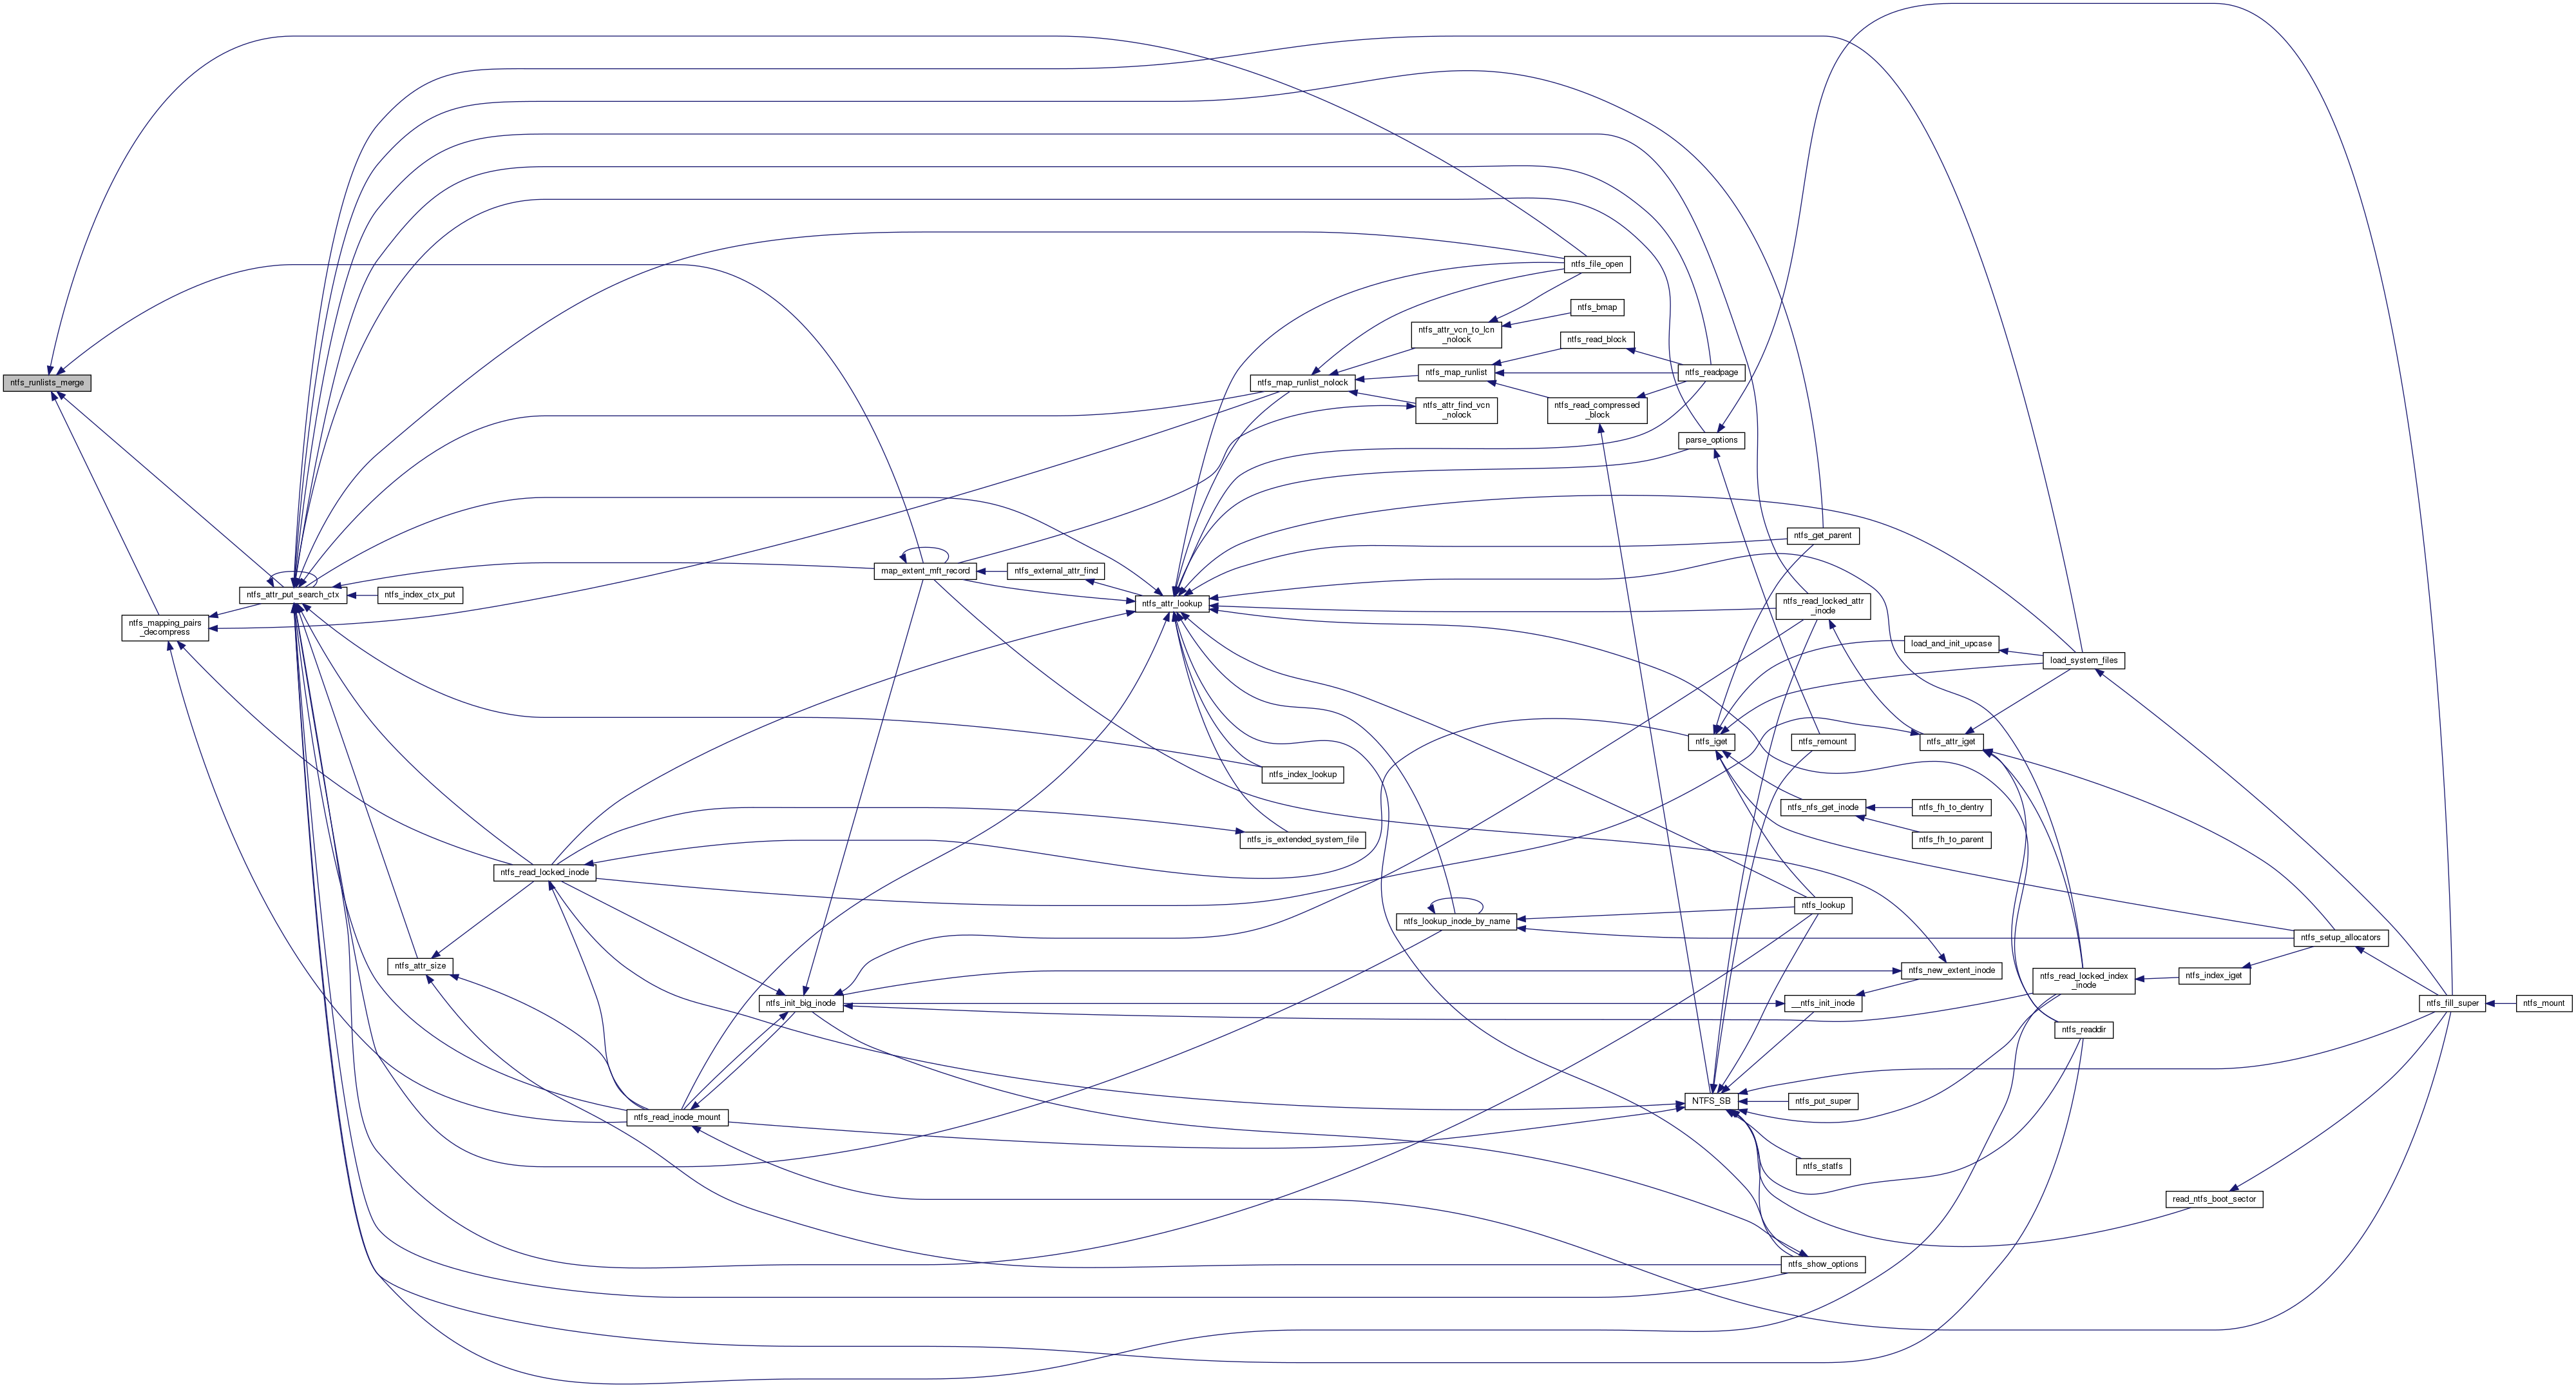 ntfs_runlists_merge
ntfs_mapping_pairs
_decompress
ntfs_attr_put_search_ctx
ntfs_index_ctx_put
ntfs_attr_size
ntfs_read_locked_inode
ntfs_read_inode_mount
ntfs_init_big_inode
map_extent_mft_record
ntfs_external_attr_find
ntfs_attr_lookup
ntfs_map_runlist_nolock
ntfs_index_lookup
ntfs_is_extended_system_file
ntfs_attr_vcn_to_lcn
_nolock
ntfs_map_runlist
ntfs_attr_find_vcn
_nolock
ntfs_lookup_inode_by_name
ntfs_file_open
ntfs_bmap
ntfs_read_block
ntfs_read_compressed
_block
ntfs_readpage
parse_options
ntfs_iget
NTFS_SB
ntfs_get_parent
ntfs_read_locked_attr
_inode
ntfs_remount
ntfs_nfs_get_inode
ntfs_lookup
__ntfs_init_inode
ntfs_put_super
ntfs_statfs
ntfs_show_options
load_and_init_upcase
ntfs_attr_iget
ntfs_fh_to_dentry
ntfs_fh_to_parent
ntfs_new_extent_inode
load_system_files
ntfs_read_locked_index
_inode
ntfs_readdir
ntfs_index_iget
read_ntfs_boot_sector
ntfs_setup_allocators
ntfs_fill_super
ntfs_mount